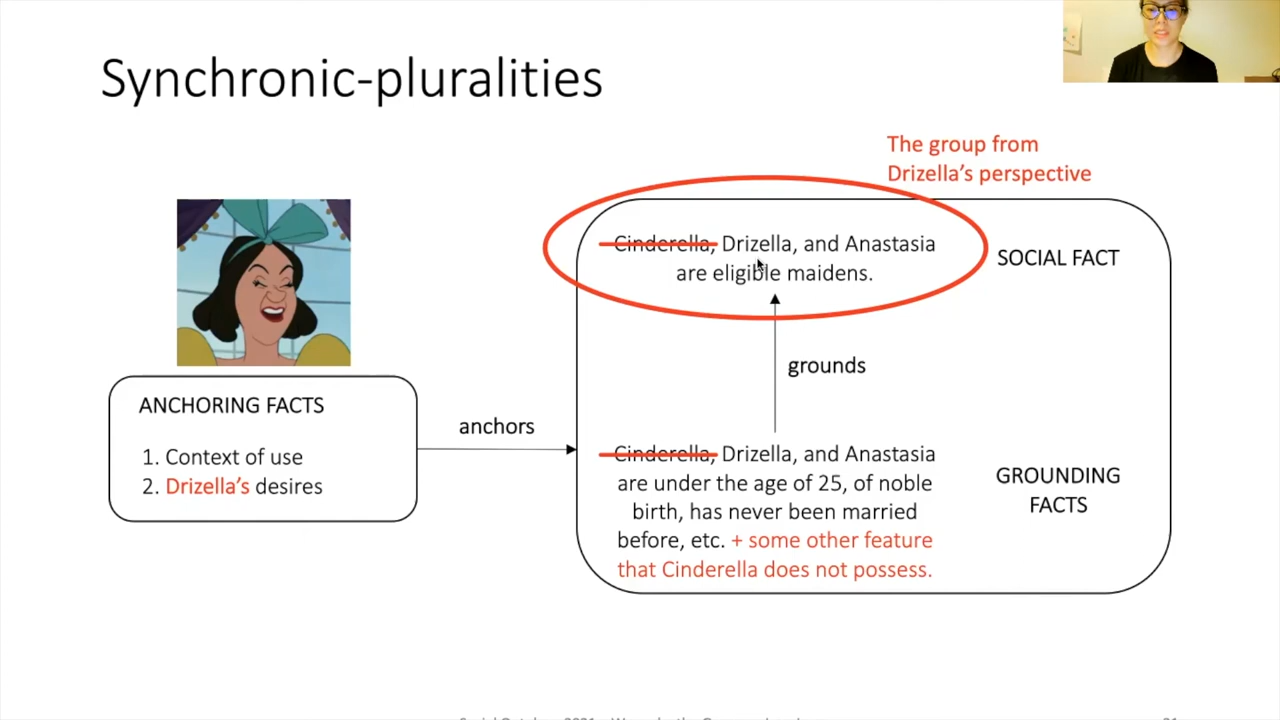 Synchronic-pluralities
The group from
Drizella's perspective
Cinderella, Drizella, and Anastasia
are eligible maidens.
SOCIAL FACT
grounds
ANCHORING FACTS
1. Context of use
2. Drizella's desires
anchors
Cinderella, Drizella, and Anastasia
are under the age of 25, of noble
birth, has never been married
before, etc. + some other feature
that Cinderella does not possess.
GROUNDING
FACTS